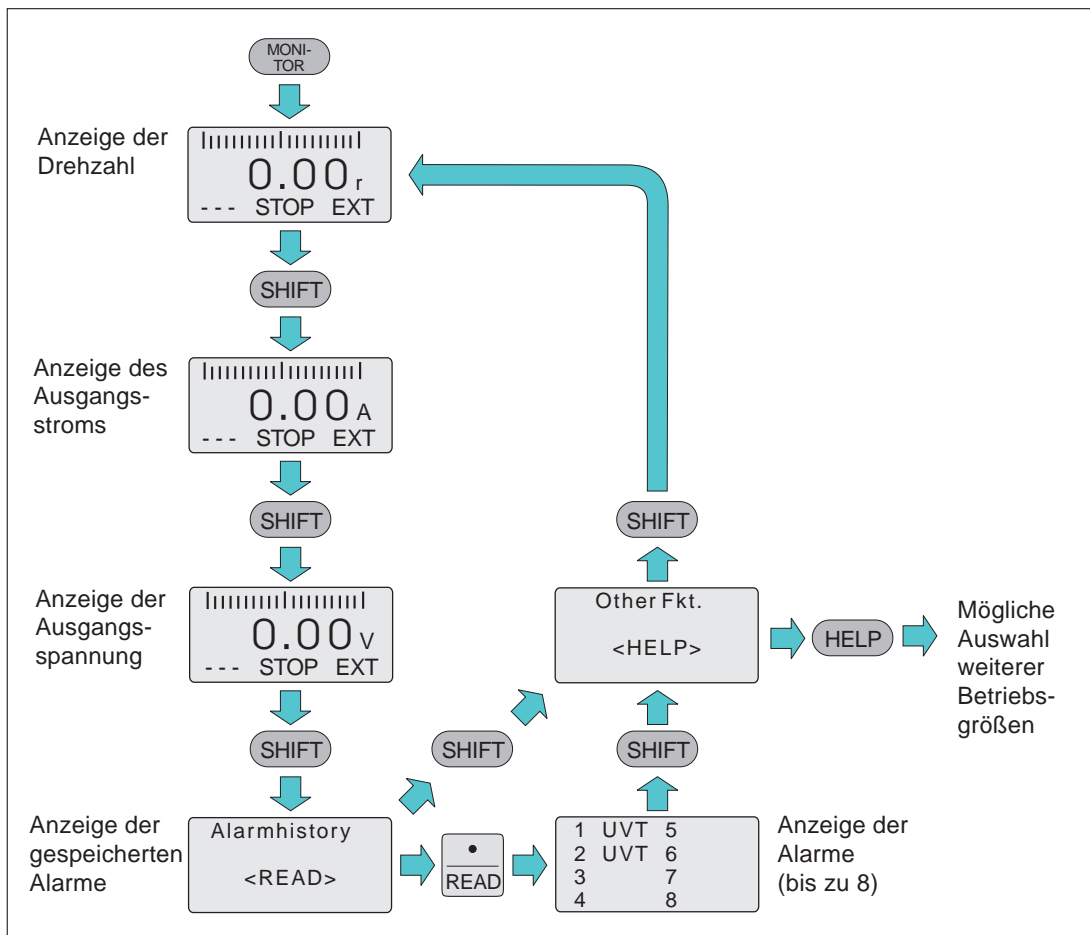 MONI-
TOR
Anzeige der
Drehzahl
0.00 r
--- STOP EXT
SHIFT
Anzeige des
Ausgangs-
stroms
0.00 A
--- STOP EXT
SHIFT
SHIFT
Anzeige der
Ausgangs-
spannung
0.00 V
--- STOP EXT
Other Fkt.
<HELP>
HELP
Mögliche
Auswahl
weiterer
Betriebs-
größen
SHIFT
SHIFT
SHIFT
Anzeige der
gespeicherten
Alarme
Alarmhistory
<READ>
READ
1 UVT 5
2 UVT 6
3 7
4 8
Anzeige der
Alarme
(bis zu 8)